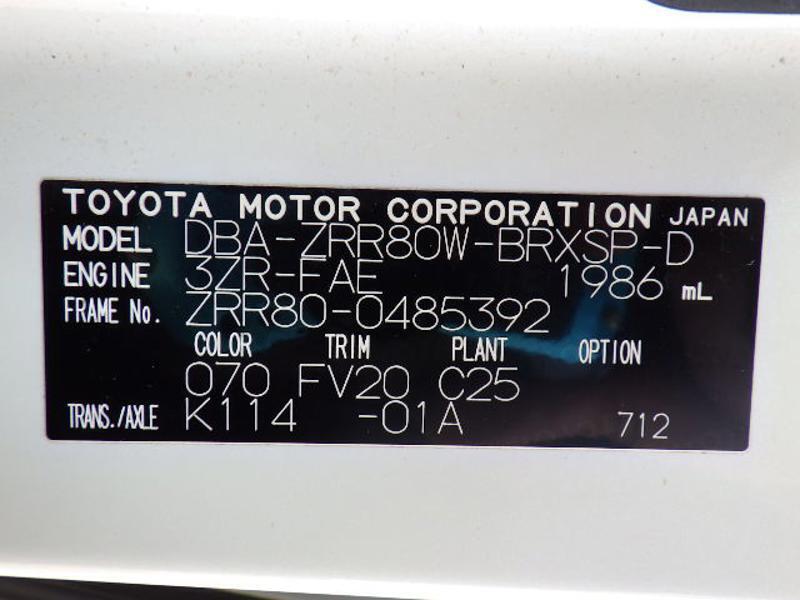 TOYOTA MOTOR CORPORATION JAPAN
MODEL DBA-ZRR80W-BRXSP-D
ENGINE 3ZR-FAE 1986 mL
FRAME No. ZRR80-0485392
COLOR TRIM PLANT OPTION
070 FV20 C25
TRANS./AXLE K114 -01A 712